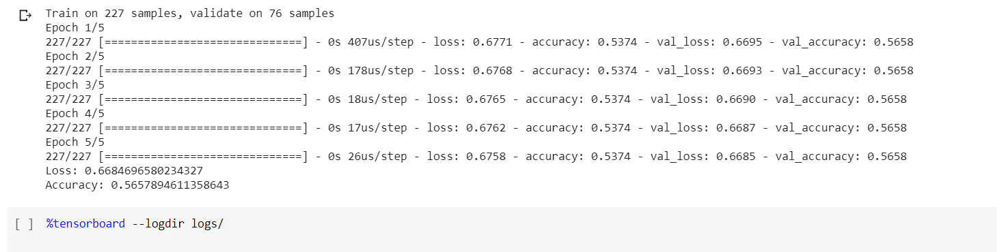 Train on 227 samples, validate on 76 samples
Epoch 1/5
227/227 [==============================] - 0s 407us/step - loss: 0.6771 - accuracy: 0.5374 - val_loss: 0.6695 - val_accuracy: 0.5658
Epoch 2/5
227/227 [==============================] - 0s 178us/step - loss: 0.6768 - accuracy: 0.5374 - val_loss: 0.6693 - val_accuracy: 0.5658
Epoch 3/5
227/227 [==============================] - 0s 18us/step - loss: 0.6765 - accuracy: 0.5374 - val_loss: 0.6690 - val_accuracy: 0.5658
Epoch 4/5
227/227 [==============================] - 0s 17us/step - loss: 0.6762 - accuracy: 0.5374 - val_loss: 0.6687 - val_accuracy: 0.5658
Epoch 5/5
227/227 [==============================] - 0s 26us/step - loss: 0.6758 - accuracy: 0.5374 - val_loss: 0.6685 - val_accuracy: 0.5658
Loss: 0.6684696580234327
Accuracy: 0.5657894611358643
[ ] %tensorboard --logdir logs/